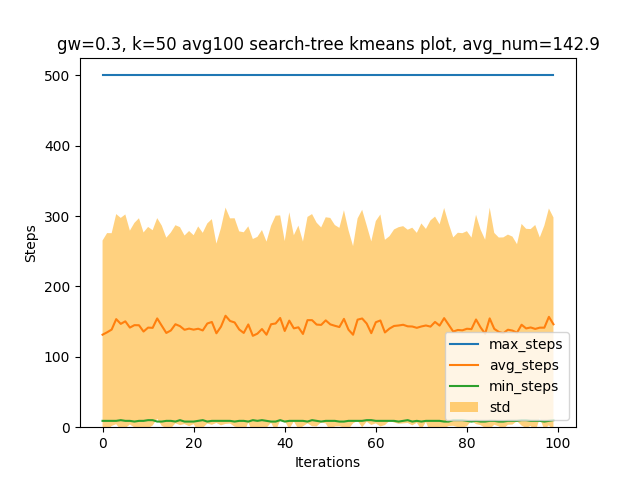 gw=0.3, k=50 avg100 search-tree kmeans plot, avg_num=142.9
500
400
300
200
100
0
Steps
max_steps
avg_steps
min_steps
std
0
20
40
60
80
100
Iterations